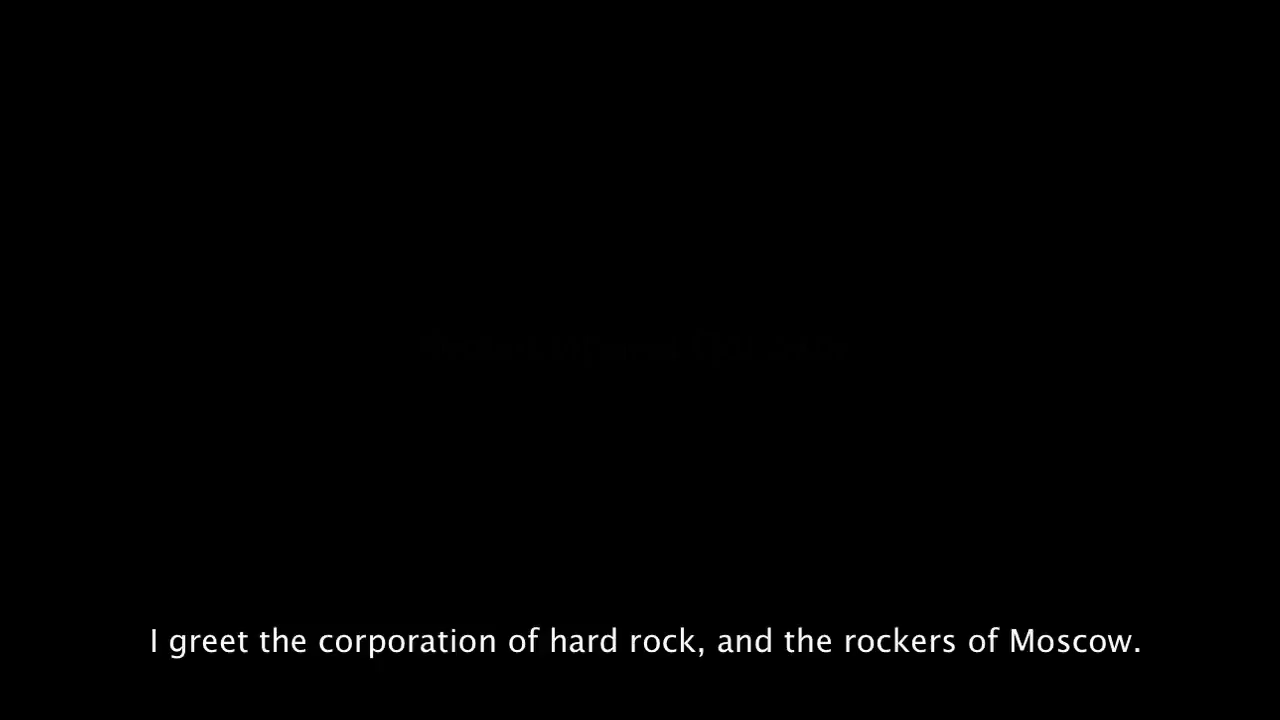 I greet the corporation of hard rock, and the rockers of Moscow.